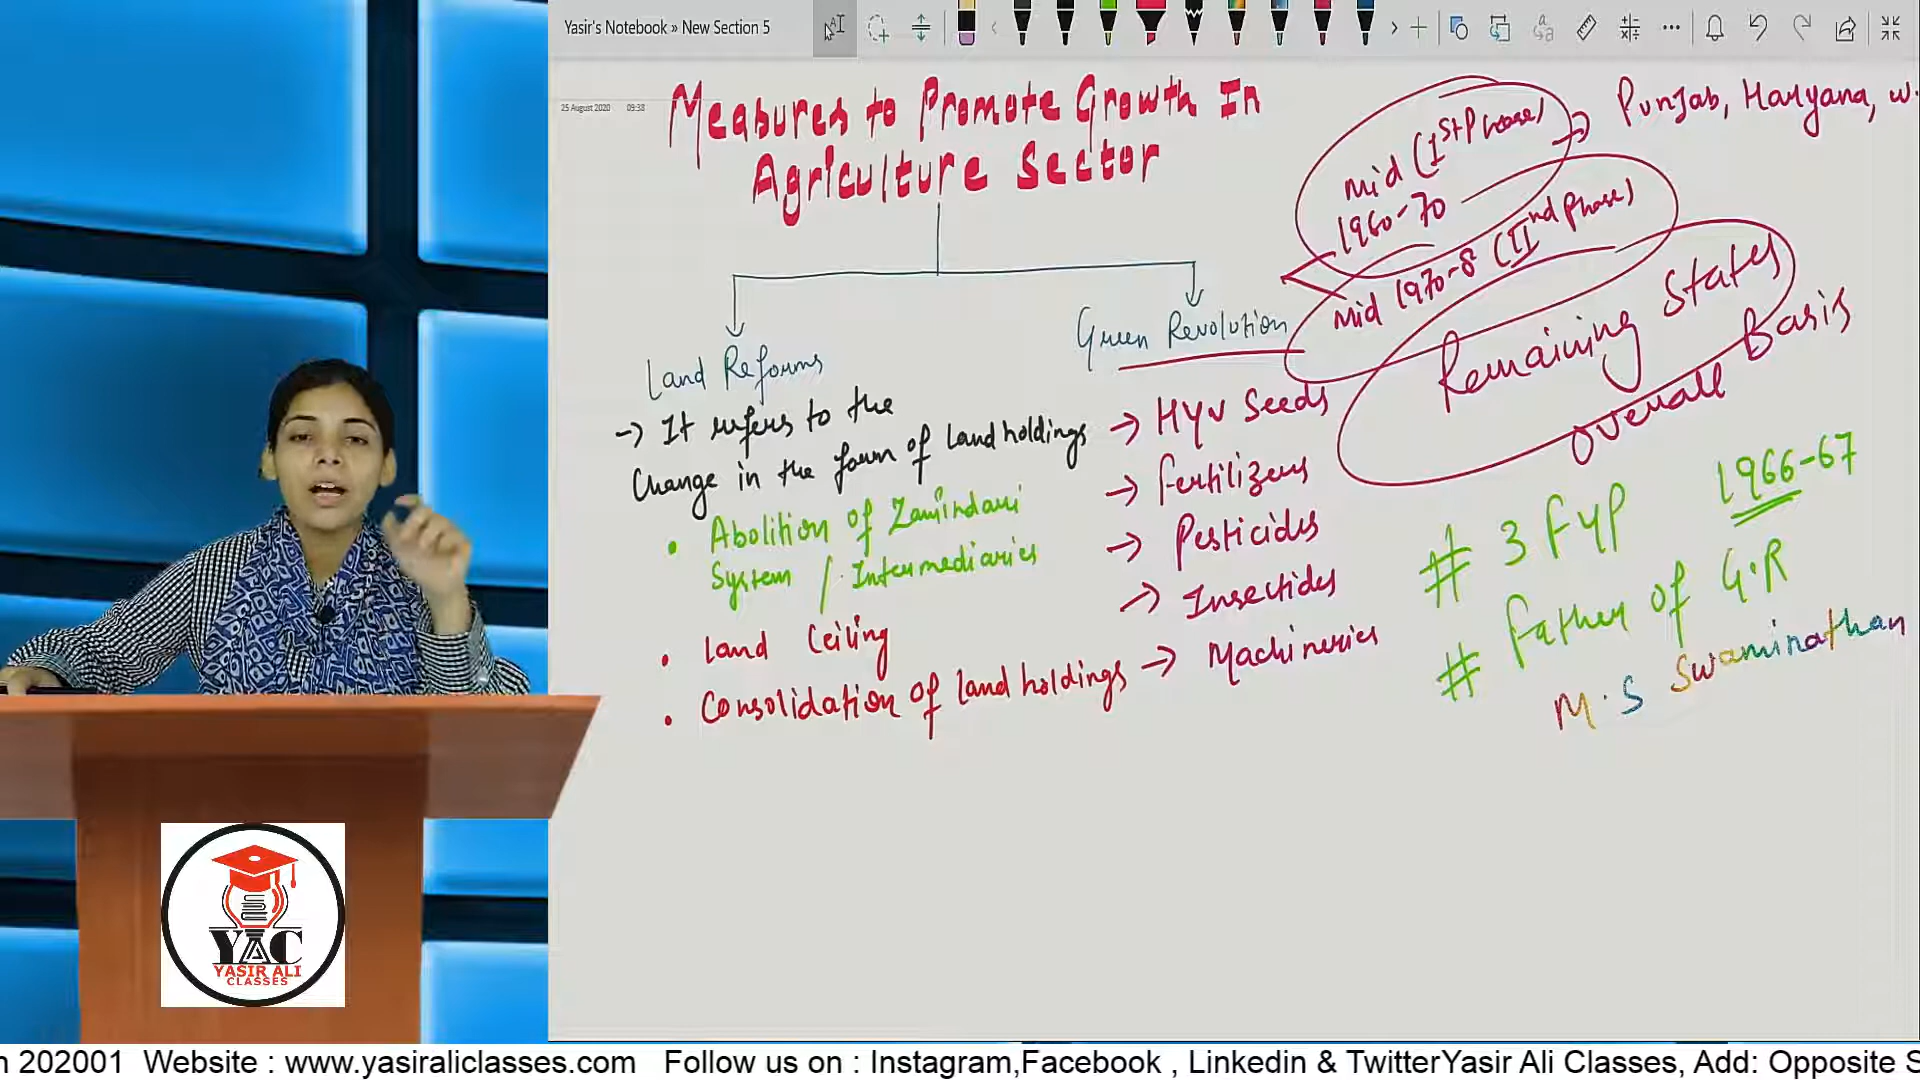 Yasir's Notebook » New Section 5
25 August 2020 09:38
Measures to Promote Growth In
Agriculture Sector
Mid (Ist Phase)
1960-70
Punjab, Haryana, W.
Mid 1970-8 (IInd Phase)
Remaining States
Overall Basis
Land Reforms
-> It refers to the
Change in the form of Land holdings
• Abolition of Zamindari
System / Intermediaries
• Land Ceiling
• Consolidation of land holdings
Green Revolution
-> HYV Seeds
-> Fertilizers
-> Pesticides
-> Insectides
-> Machineries
1966-67
# 3 FYP
# Father of G.R
M.S Swaminathan
YAC
YASIR ALI
CLASSES
n 202001 Website : www.yasiraliclasses.com Follow us on : Instagram,Facebook , Linkedin & TwitterYasir Ali Classes, Add: Opposite S